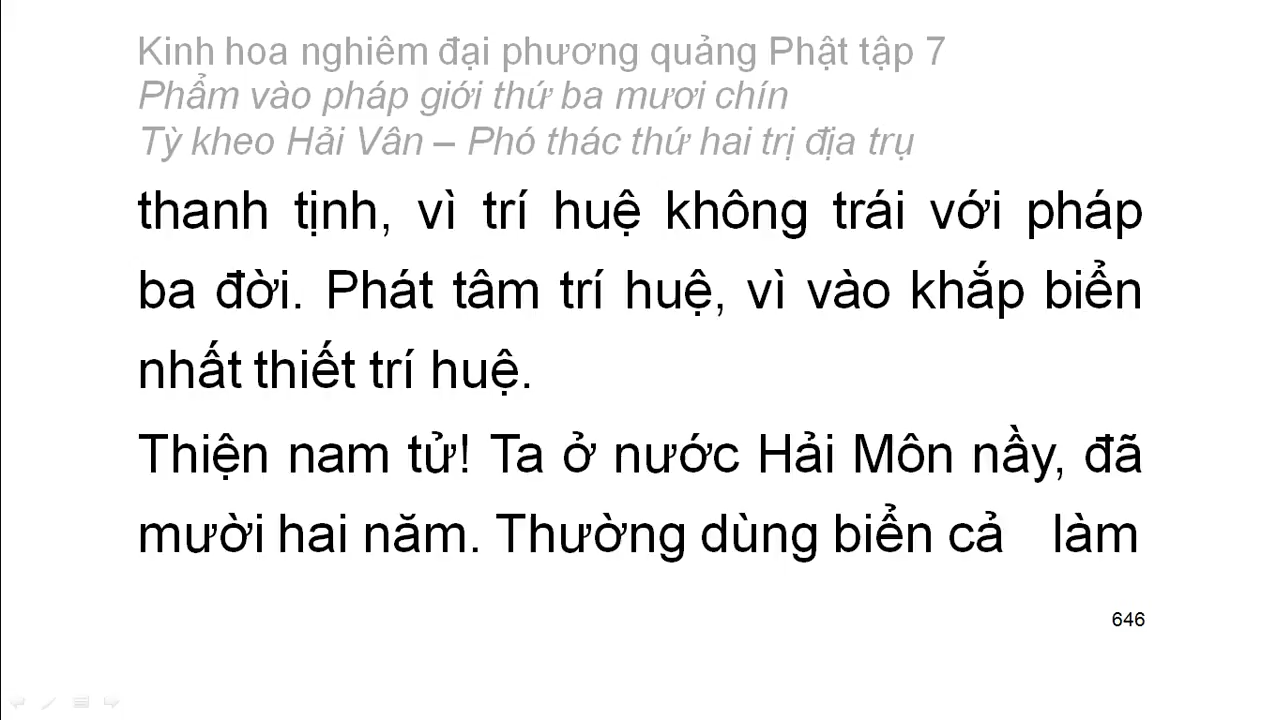 Kinh hoa nghiêm đại phương quảng Phật tập 7
Phẩm vào pháp giới thứ ba mươi chín
Tỳ kheo Hải Vân – Phó thác thứ hai trị địa trụ
thanh tịnh, vì trí huệ không trái với pháp
ba đời. Phát tâm trí huệ, vì vào khắp biển
nhất thiết trí huệ.
Thiện nam tử! Ta ở nước Hải Môn nầy, đã
mười hai năm. Thường dùng biển cả làm
646